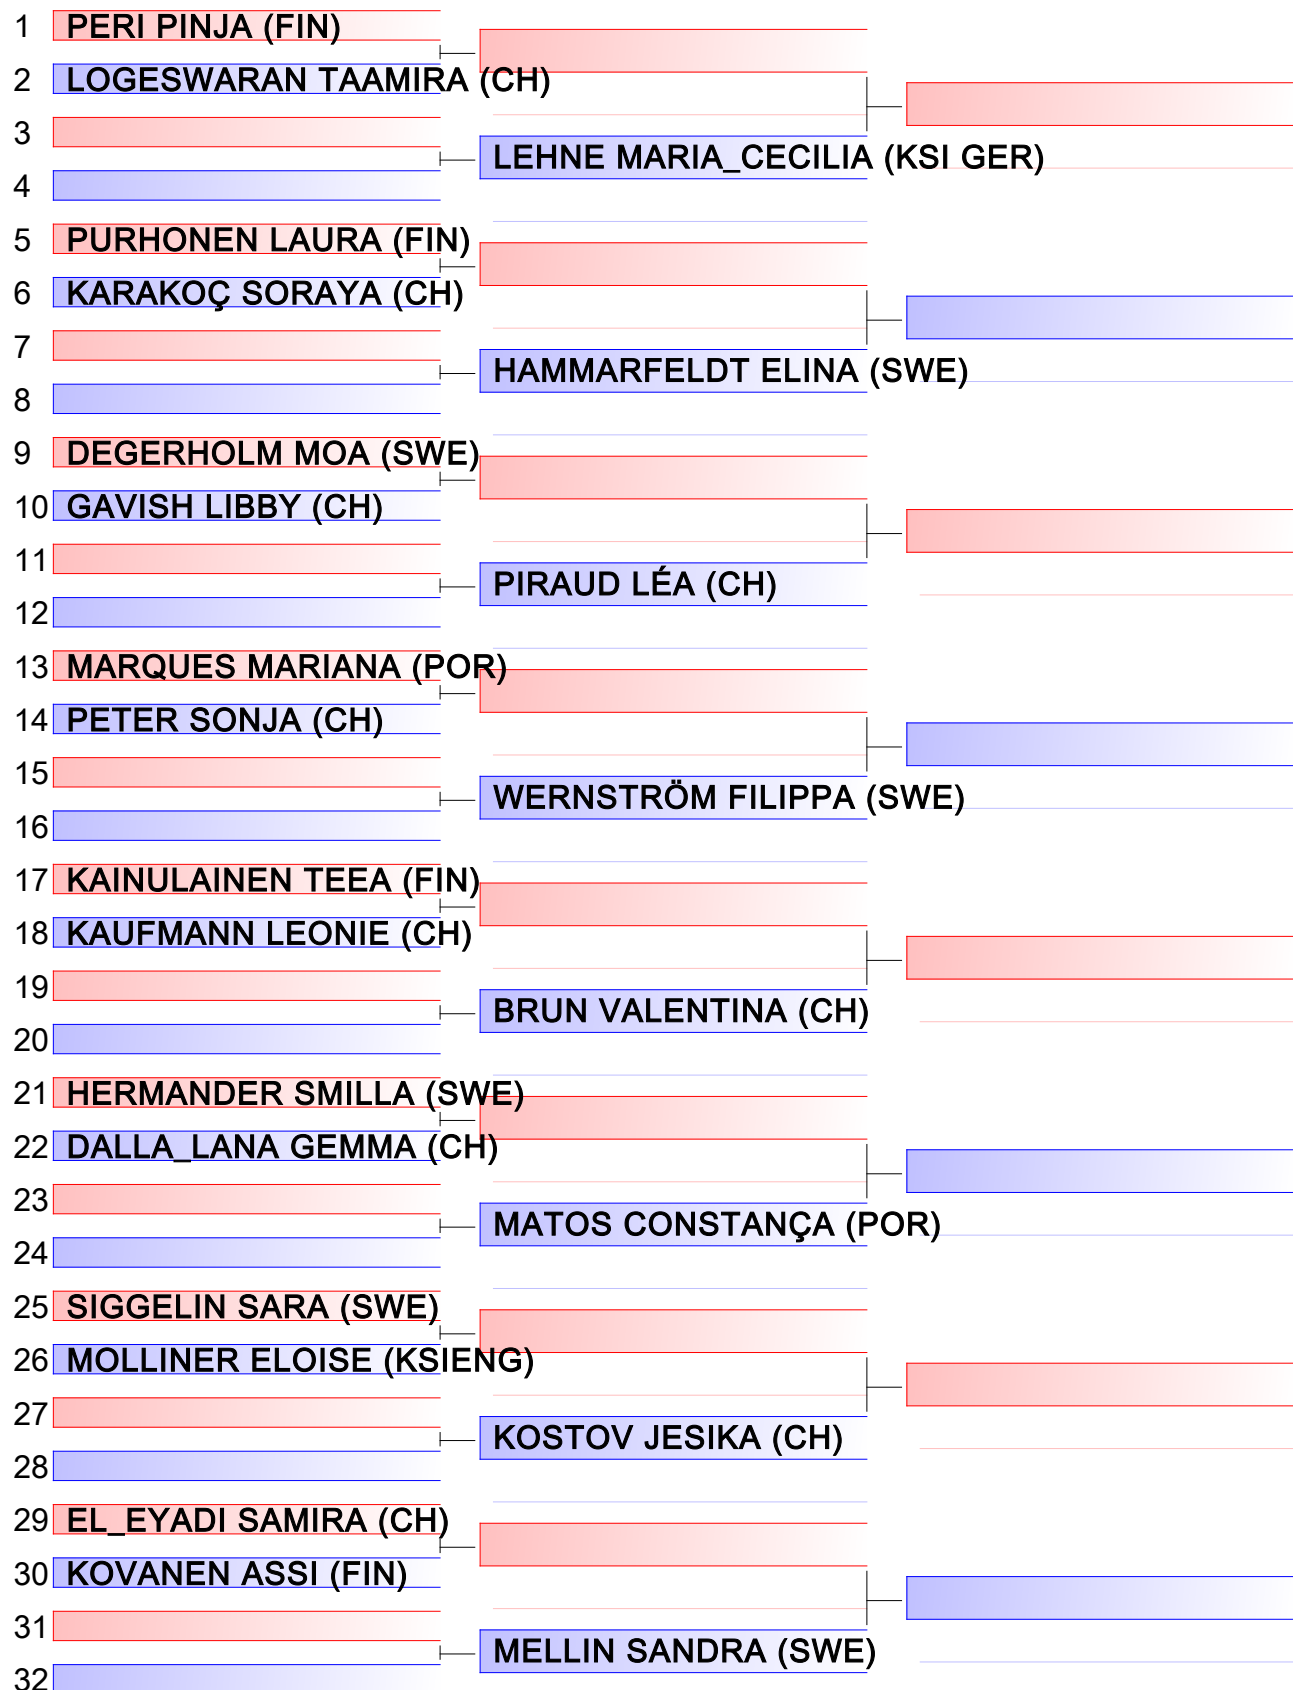 1 PERI PINJA (FIN)
2 LOGESWARAN TAAMIRA (CH)
3
LEHNE MARIA_CECILIA (KSI GER)
4
5 PURHONEN LAURA (FIN)
6 KARAKOÇ SORAYA (CH)
7
HAMMARFELDT ELINA (SWE)
8
9 DEGERHOLM MOA (SWE)
10 GAVISH LIBBY (CH)
11
PIRAUD LÉA (CH)
12
13 MARQUES MARIANA (POR)
14 PETER SONJA (CH)
15
WERNSTRÖM FILIPPA (SWE)
16
17 KAINULAINEN TEEA (FIN)
18 KAUFMANN LEONIE (CH)
19
BRUN VALENTINA (CH)
20
21 HERMANDER SMILLA (SWE)
22 DALLA_LANA GEMMA (CH)
23
MATOS CONSTANÇA (POR)
24
25 SIGGELIN SARA (SWE)
26 MOLLINER ELOISE (KSIENG)
27
KOSTOV JESIKA (CH)
28
29 EL_EYADI SAMIRA (CH)
30 KOVANEN ASSI (FIN)
31
MELLIN SANDRA (SWE)
32